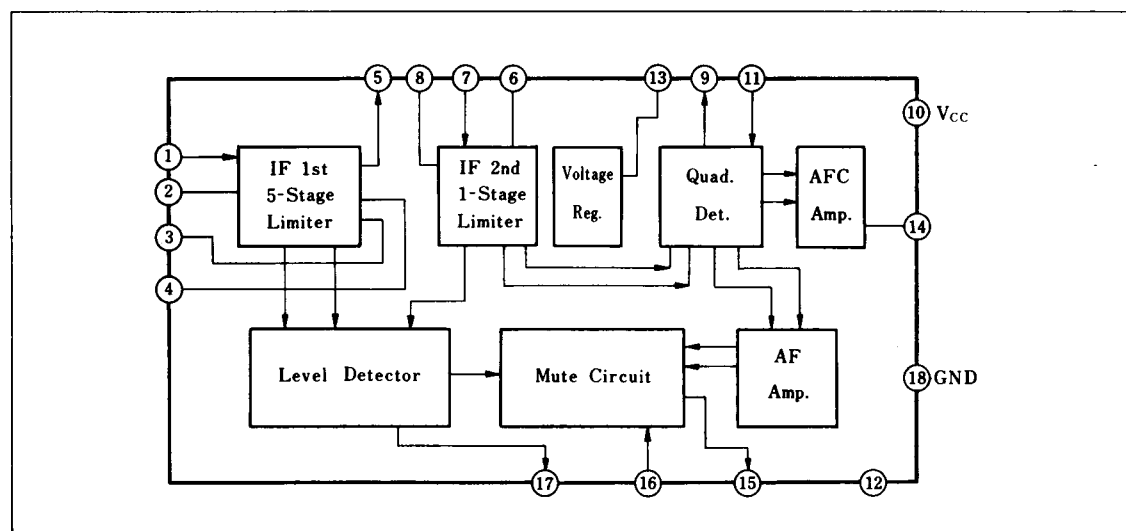 5 8 7 6 13 9 11
10 VCC
1
IF 1st
5-Stage
Limiter
IF 2nd
1-Stage
Limiter
Voltage
Reg.
Quad.
Det.
AFC
Amp.
2
3
14
4
Level Detector
Mute Circuit
AF
Amp.
18 GND
17 16 15 12